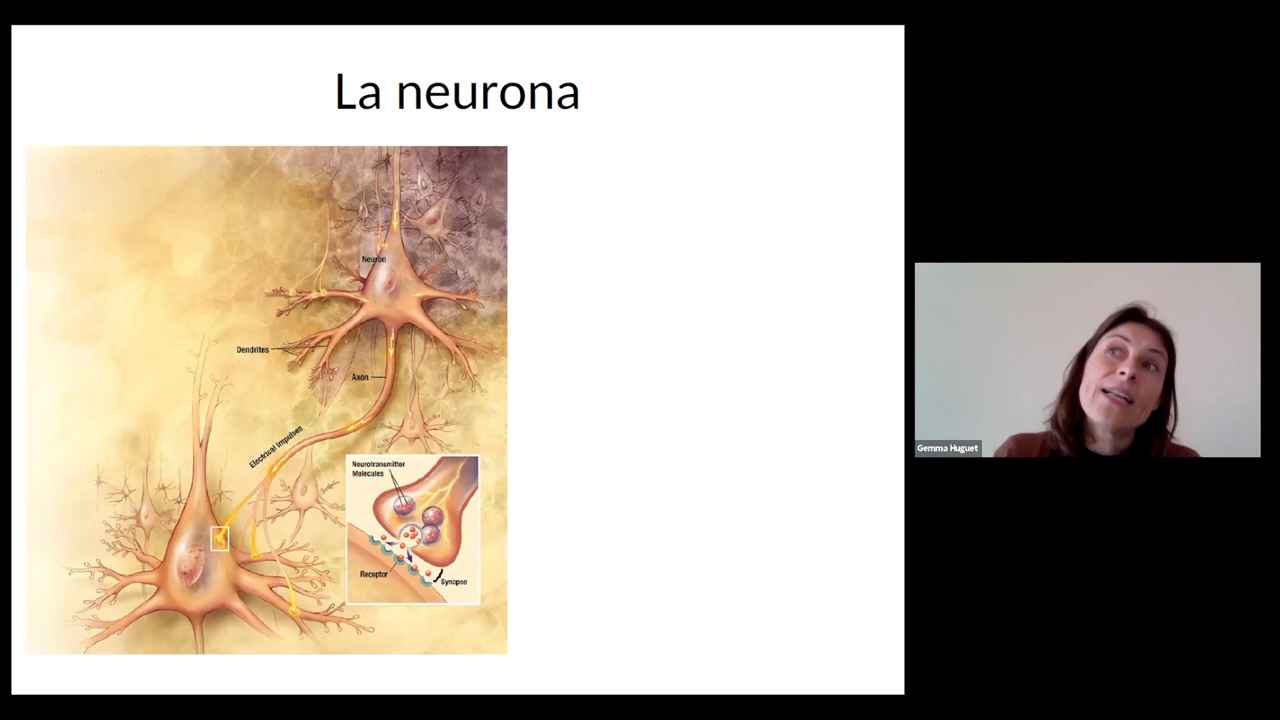 La neurona
Neuron
Dendrites
Axon
Electrical Impulses
Neurotransmitter
Molecules
Receptor
Synapse
Gemma Huguet